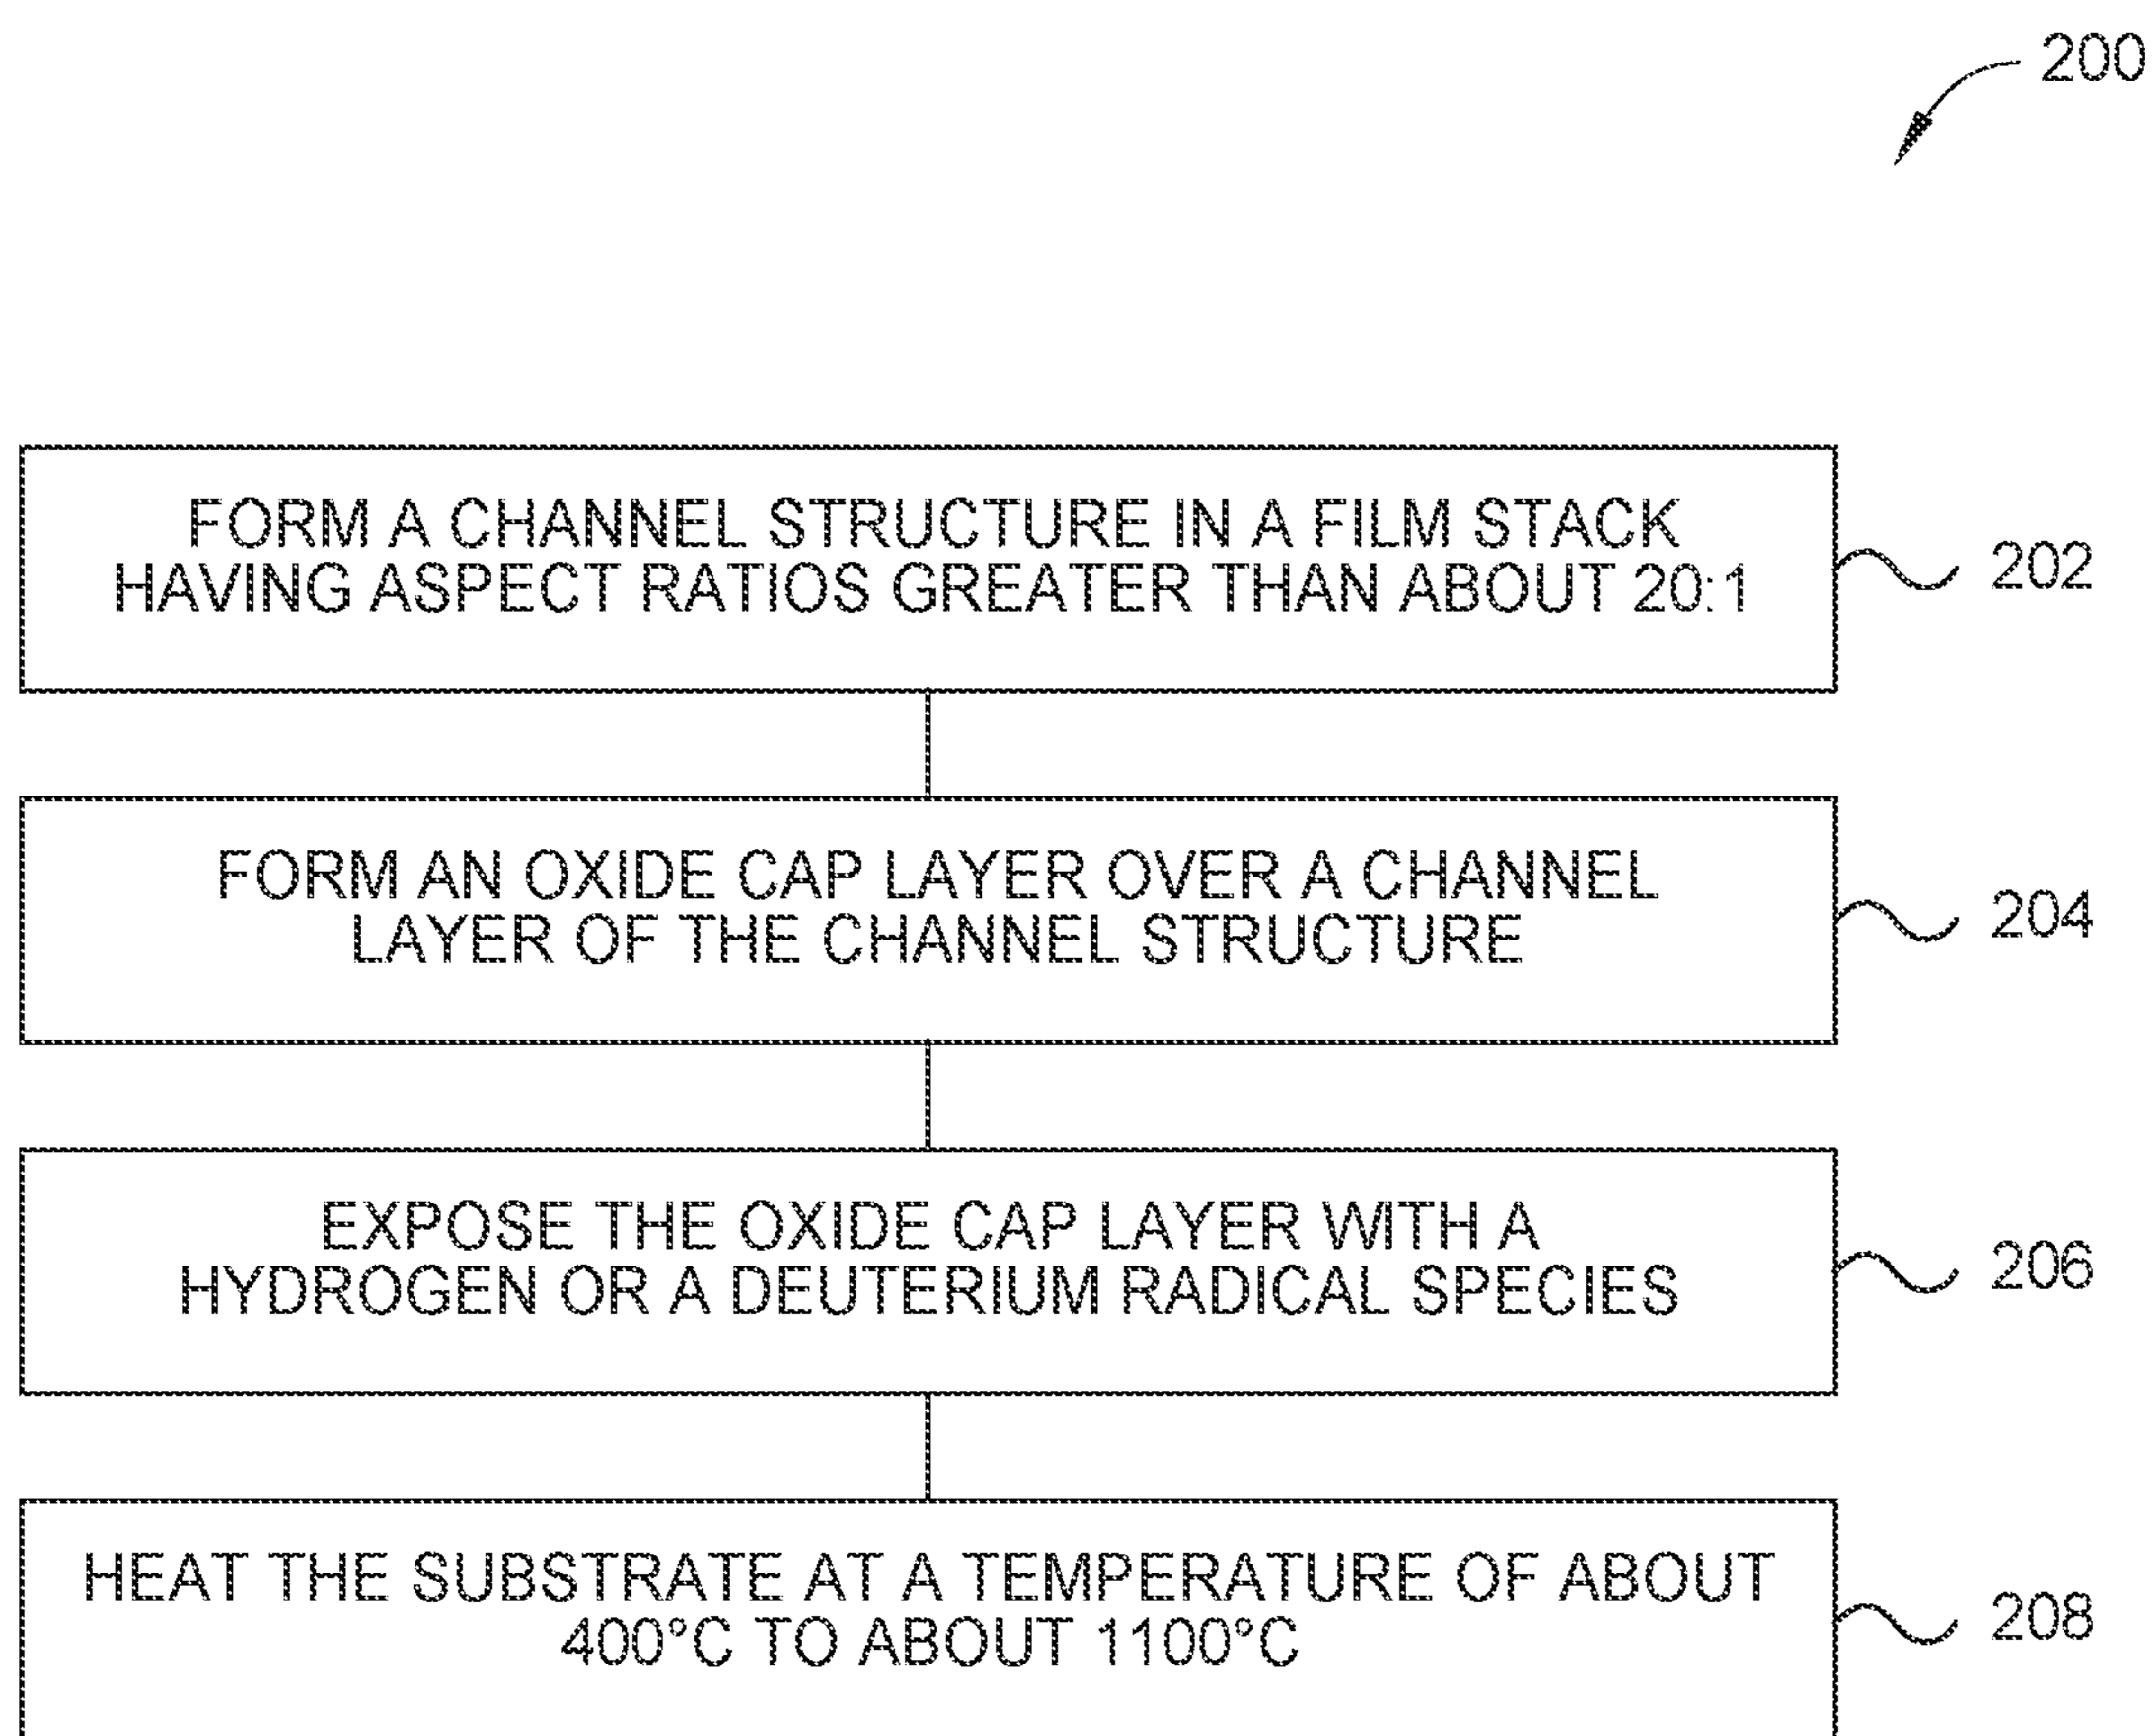 200
FORM A CHANNEL STRUCTURE IN A FILM STACK
HAVING ASPECT RATIOS GREATER THAN ABOUT 20:1
202
FORM AN OXIDE CAP LAYER OVER A CHANNEL
LAYER OF THE CHANNEL STRUCTURE
204
EXPOSE THE OXIDE CAP LAYER WITH A
HYDROGEN OR A DEUTERIUM RADICAL SPECIES
206
HEAT THE SUBSTRATE AT A TEMPERATURE OF ABOUT
400°C TO ABOUT 1100°C
208